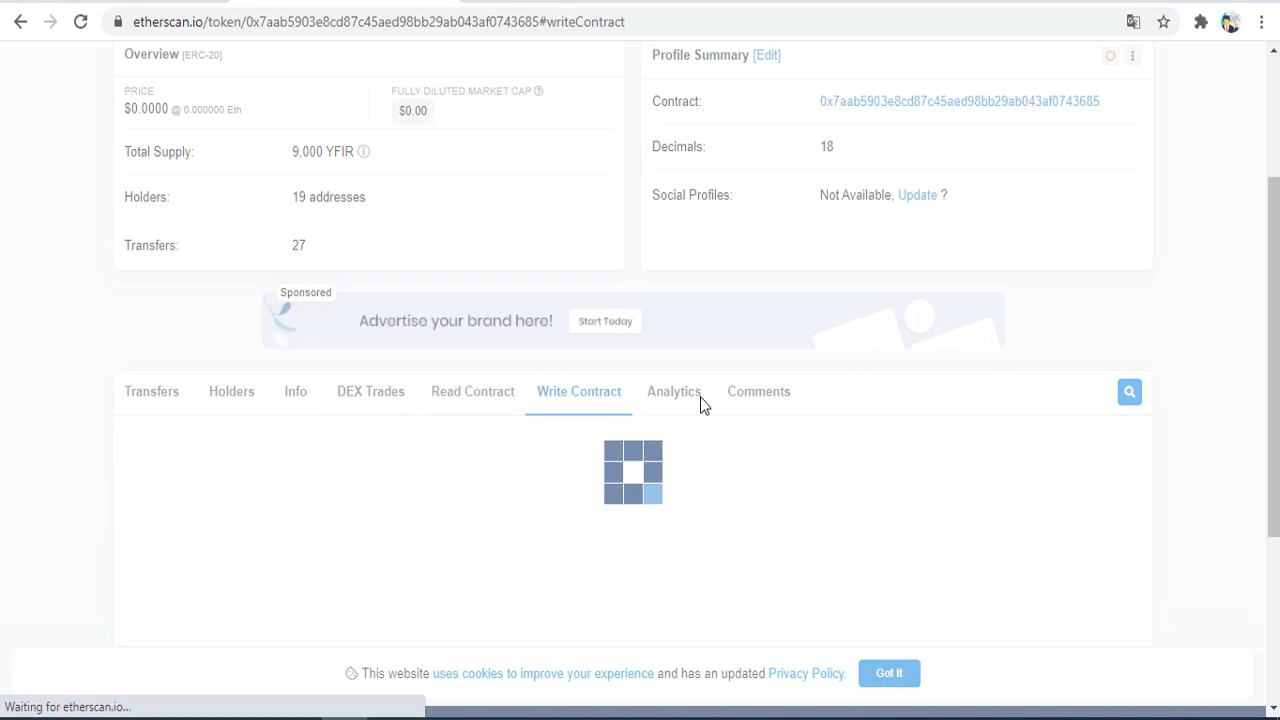 etherscan.io/token/0x7aab5903e8cd87c45aed98bb29ab043af0743685#writeContract
Overview [ERC-20]
PRICE
$0.0000 @ 0.000000 Eth
FULLY DILUTED MARKET CAP
$0.00
Total Supply:
9,000 YFIR
Holders:
19 addresses
Transfers:
27
Profile Summary [Edit]
Contract:
0x7aab5903e8cd87c45aed98bb29ab043af0743685
Decimals:
18
Social Profiles:
Not Available, Update ?
Sponsored
Advertise your brand here!
Start Today
Transfers
Holders
Info
DEX Trades
Read Contract
Write Contract
Analytics
Comments
This website uses cookies to improve your experience and has an updated Privacy Policy.
Got It
Waiting for etherscan.io...